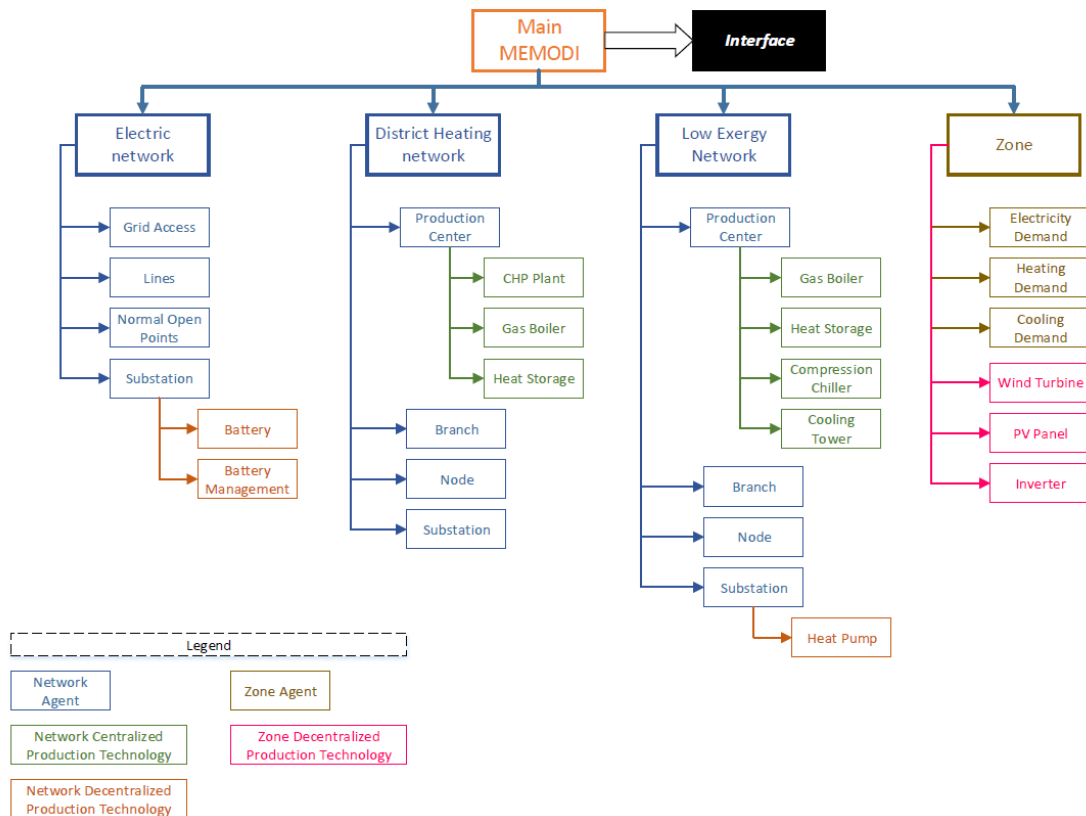 Main
MEMODI
Interface
Electric
network
Grid Access
Lines
Normal Open
Points
Substation
Battery
Battery
Management
District Heating
network
Production
Center
CHP Plant
Gas Boiler
Heat Storage
Branch
Node
Substation
Low Exergy
Network
Production
Center
Gas Boiler
Heat Storage
Compression
Chiller
Cooling
Tower
Branch
Node
Substation
Heat Pump
Zone
Electricity
Demand
Heating
Demand
Cooling
Demand
Wind Turbine
PV Panel
Inverter
Legend
Network
Agent
Zone Agent
Network Centralized
Production Technology
Zone Decentralized
Production Technology
Network Decentralized
Production Technology